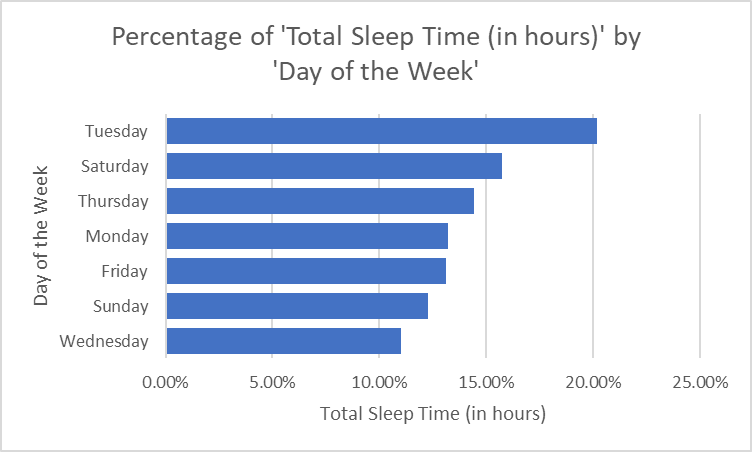 Percentage of 'Total Sleep Time (in hours)' by
'Day of the Week'
Day of the Week
Tuesday
Saturday
Thursday
Monday
Friday
Sunday
Wednesday
0.00% 5.00% 10.00% 15.00% 20.00% 25.00%
Total Sleep Time (in hours)